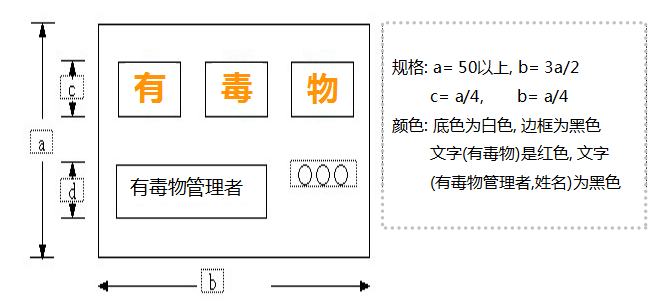 有 毒 物
c
a
d
有毒物管理者
○○○
b
规格: a= 50以上, b= 3a/2
c= a/4, b= a/4
颜色: 底色为白色, 边框为黑色
文字(有毒物)是红色, 文字
(有毒物管理者,姓名)为黑色